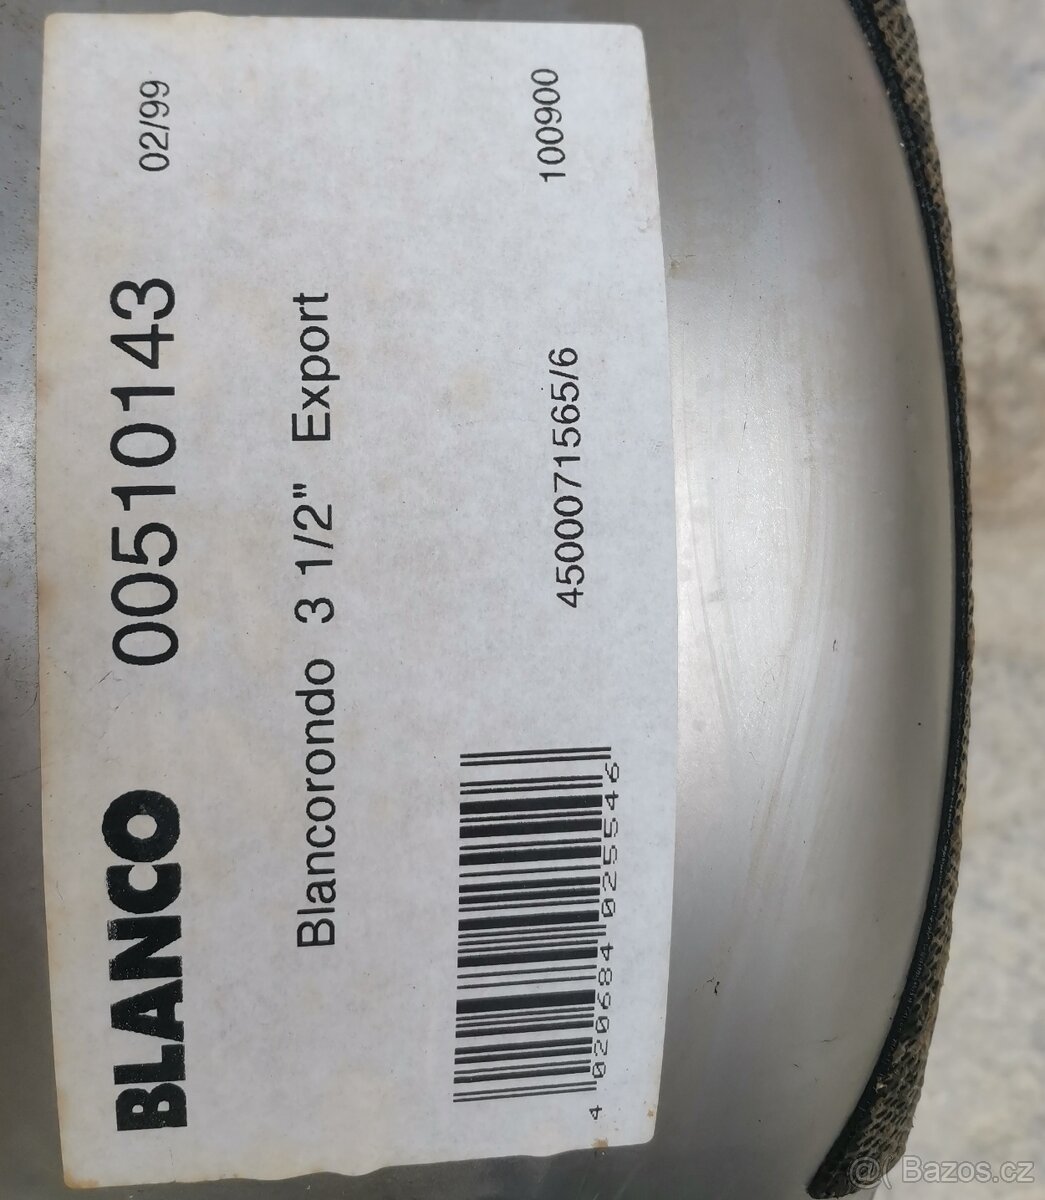 BLANCO 00510143 02/99
Blancorondo 3 1/2" Export
4 020684 025546
4500071565/6 100900
@( Bazos.cz